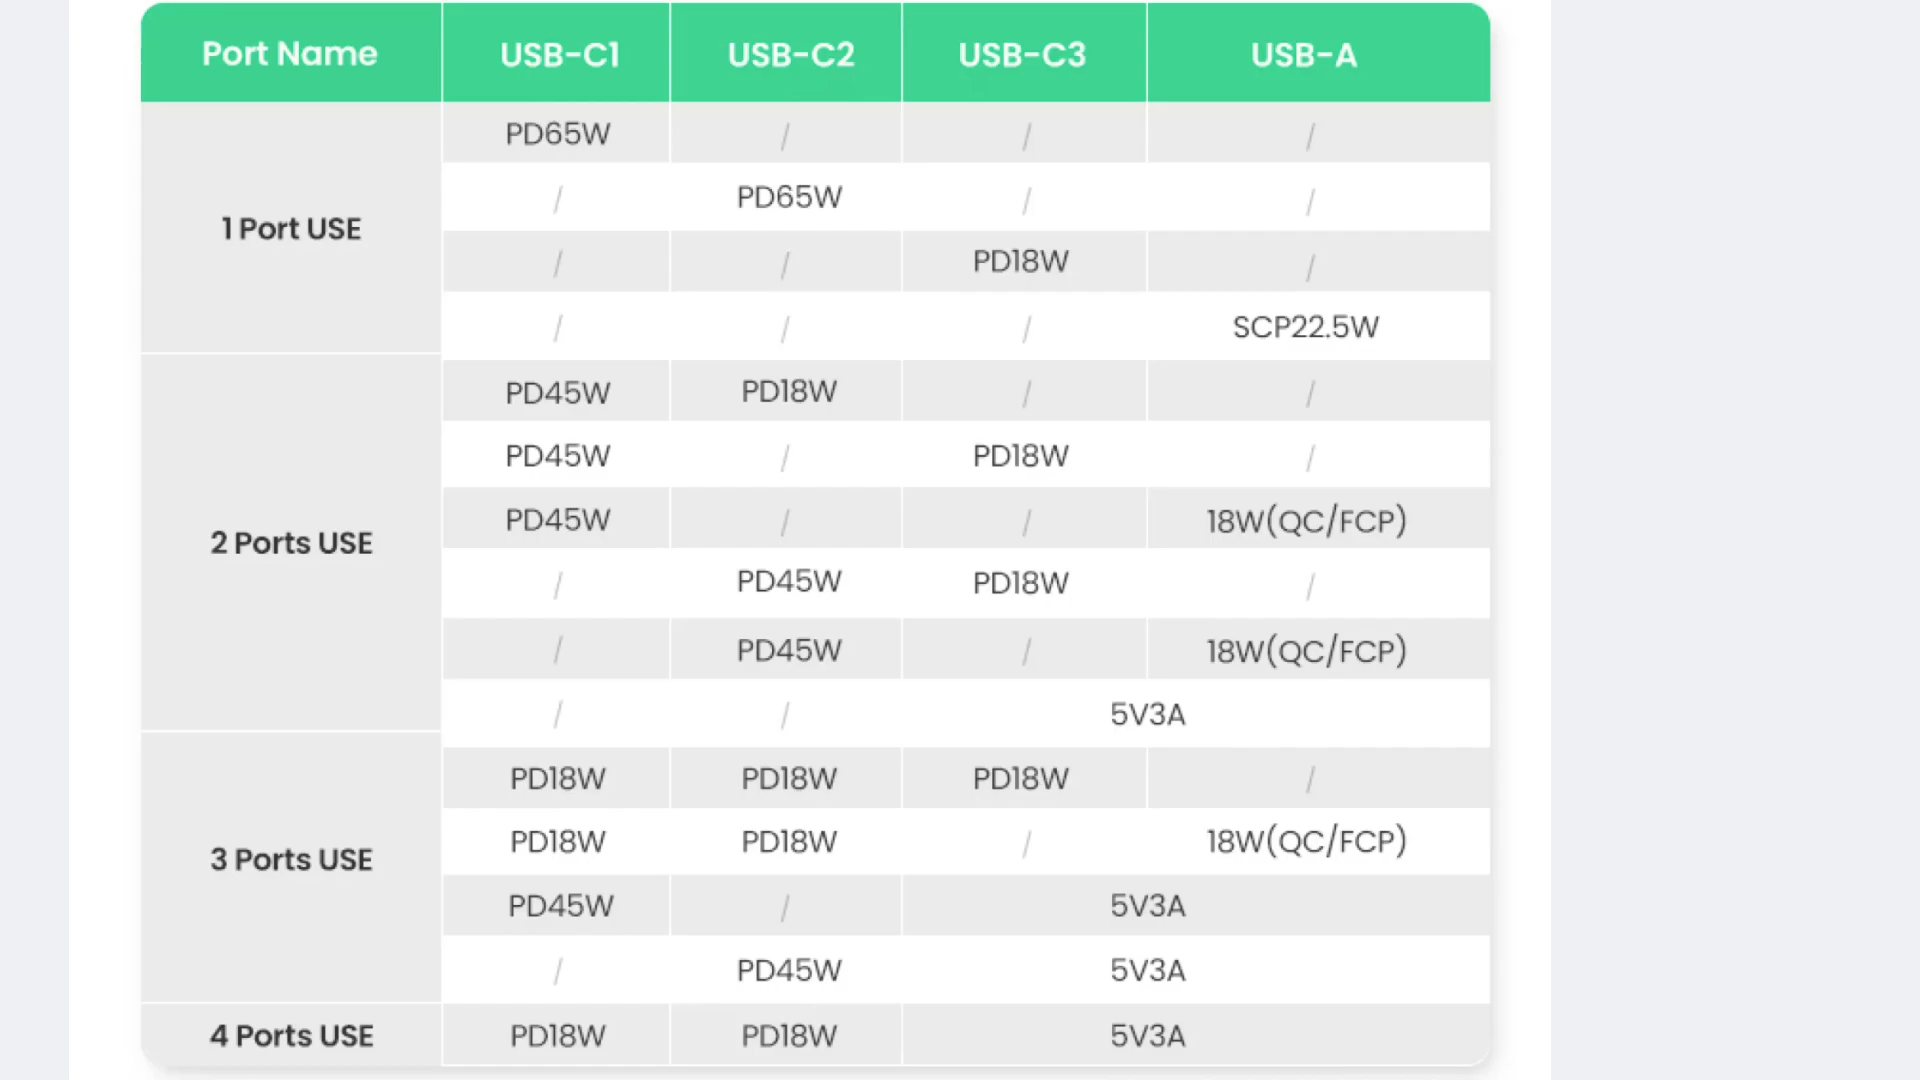 Port Name USB-C1 USB-C2 USB-C3 USB-A
1 Port USE
PD65W / / /
/ PD65W / /
/ / PD18W /
/ / / SCP22.5W
2 Ports USE
PD45W PD18W / /
PD45W / PD18W /
PD45W / / 18W(QC/FCP)
/ PD45W PD18W /
/ PD45W / 18W(QC/FCP)
/ / 5V3A
3 Ports USE
PD18W PD18W PD18W /
PD18W PD18W / 18W(QC/FCP)
PD45W / 5V3A
/ PD45W 5V3A
4 Ports USE PD18W PD18W 5V3A